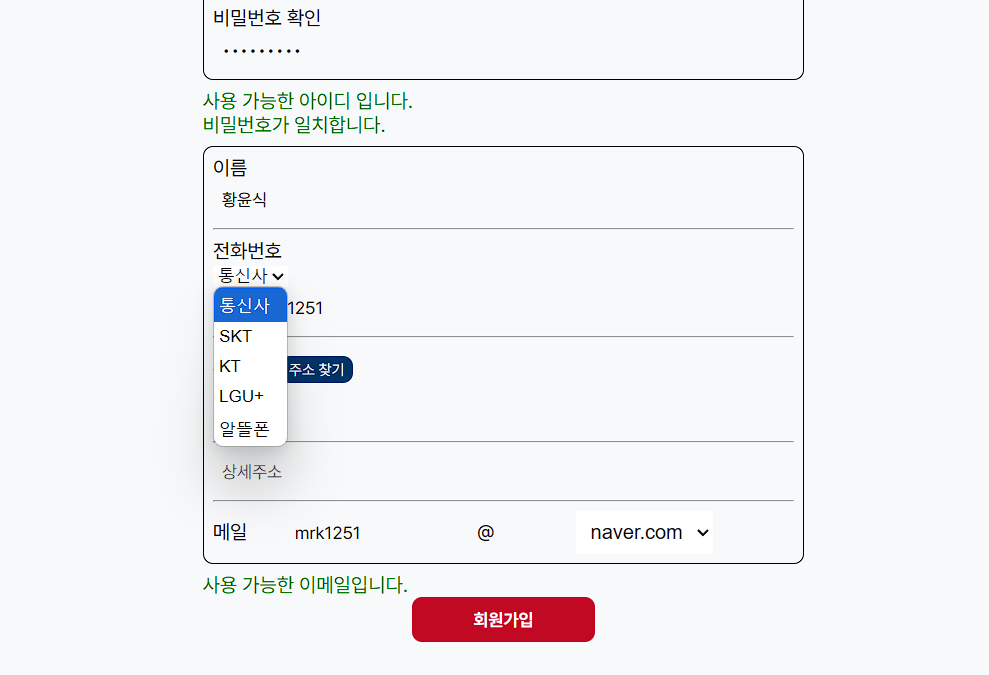 비밀번호 확인
•••••••••
사용 가능한 아이디 입니다.
비밀번호가 일치합니다.
이름
황윤식
전화번호
통신사
통신사
1251
SKT
KT
주소 찾기
LGU+
알뜰폰
상세주소
메일 mrk1251 @ naver.com
사용 가능한 이메일입니다.
회원가입